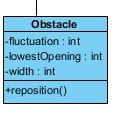 Obstacle
-fluctuation : int
-lowestOpening : int
-width : int
+reposition()